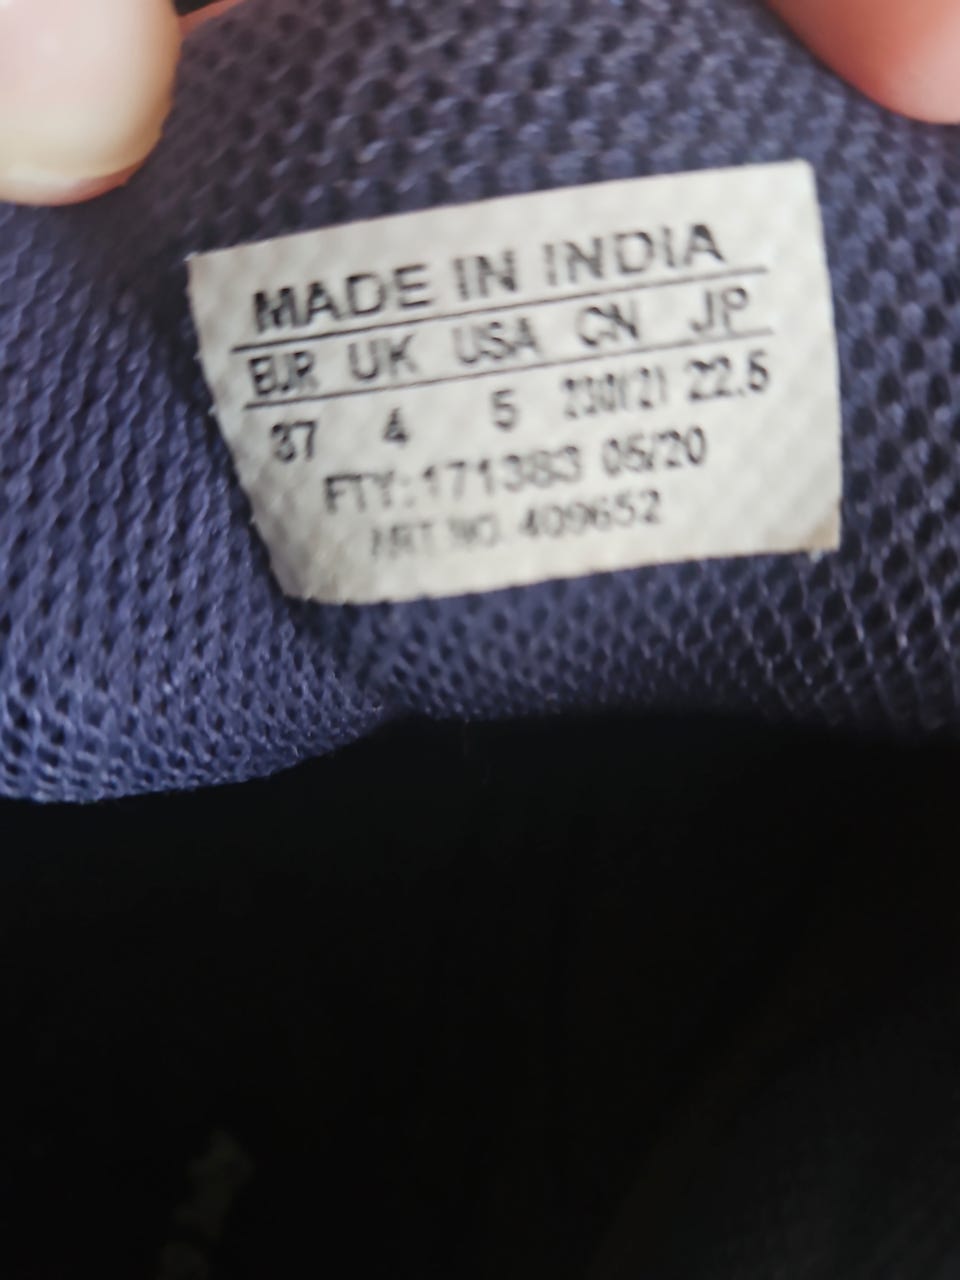 MADE IN INDIA
EUR UK USA CN JP
37 4 5 230(2) 22.5
FTY:171383 05/20
ART.NO. 409652